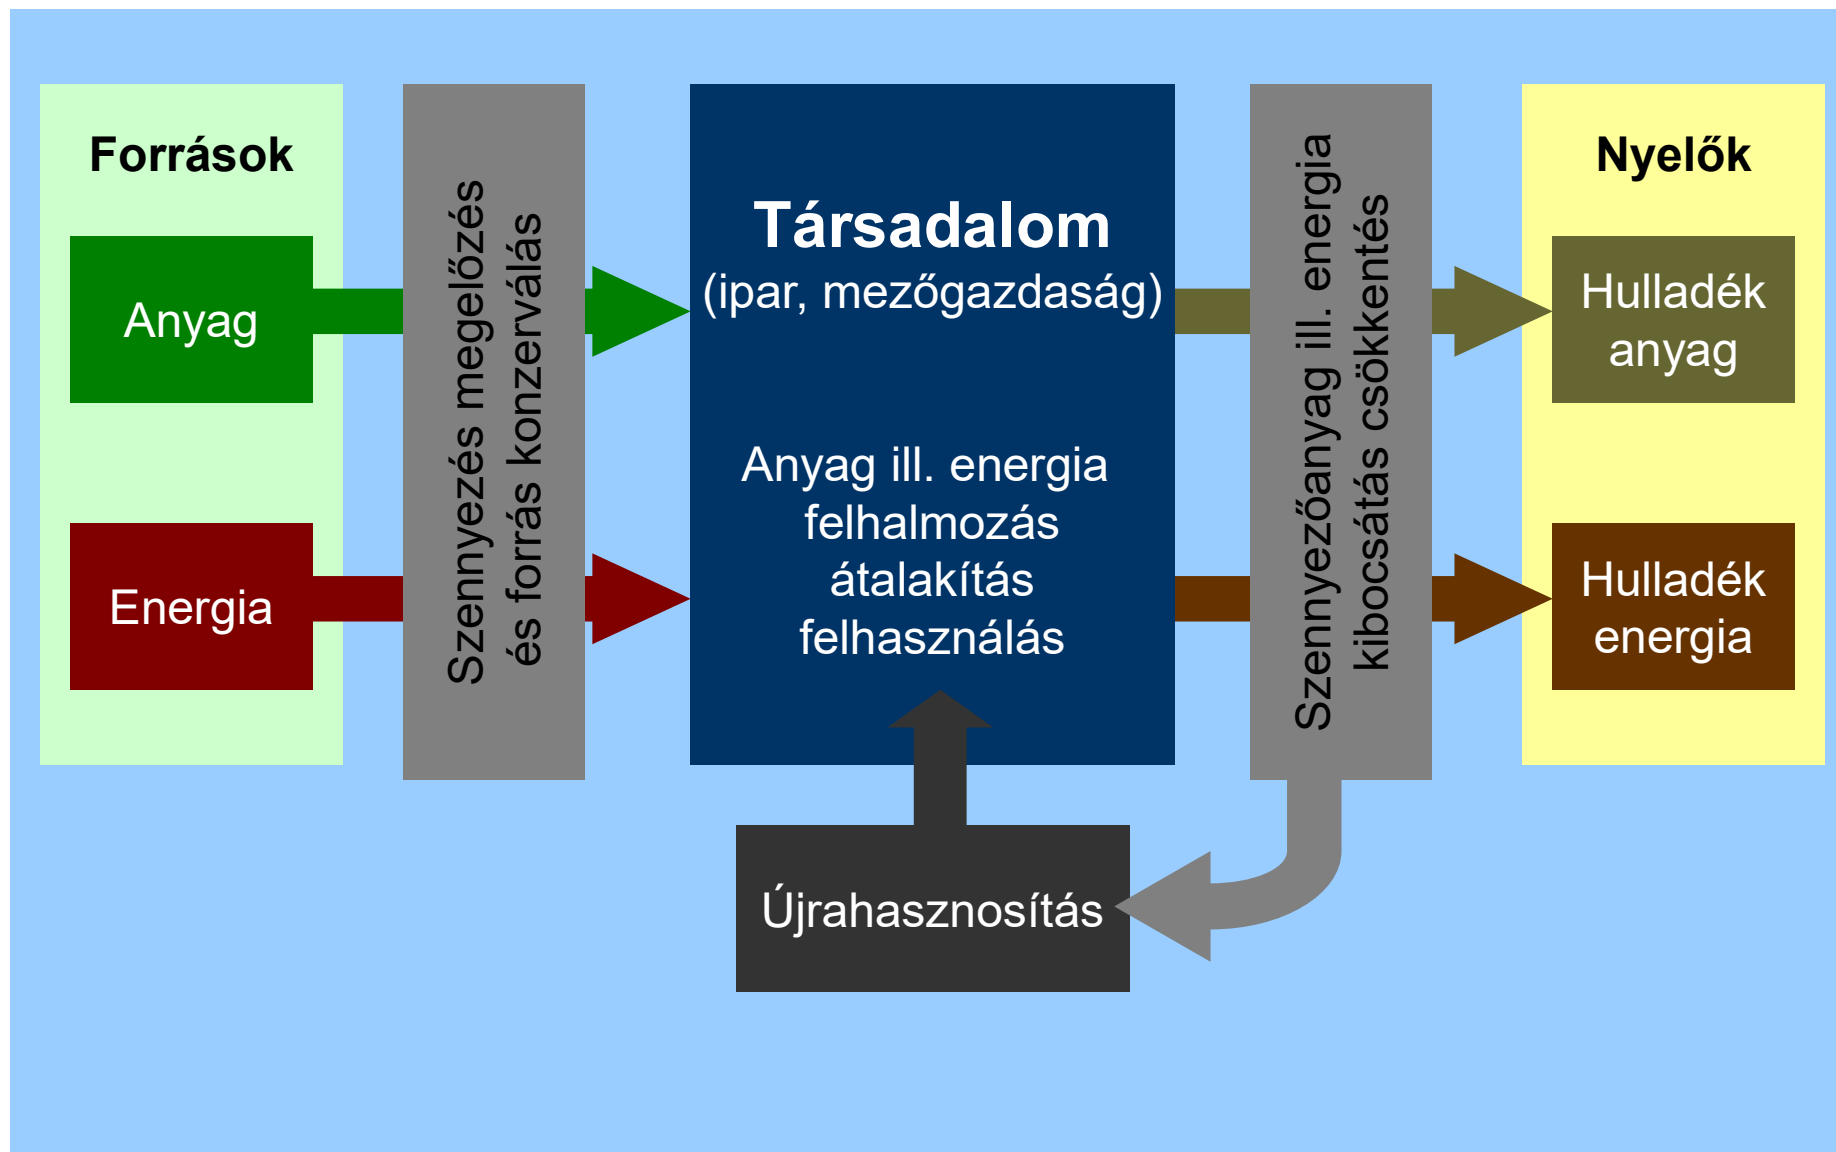 Források
Anyag
Energia
Szennyezés megelőzés
és forrás konzerválás
Társadalom
(ipar, mezőgazdaság)
Anyag ill. energia
felhalmozás
átalakítás
felhasználás
Szennyezőanyag ill. energia
kibocsátás csökkentés
Nyelők
Hulladék
anyag
Hulladék
energia
Újrahasznosítás